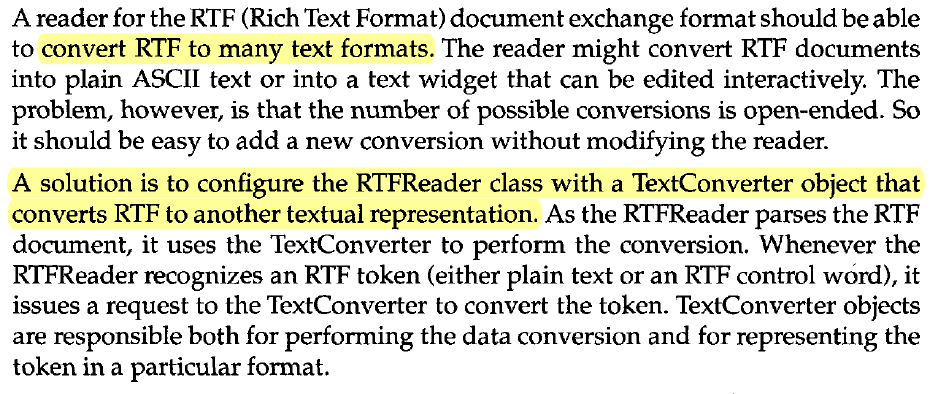 A reader for the RTF (Rich Text Format) document exchange format should be able
to convert RTF to many text formats. The reader might convert RTF documents
into plain ASCII text or into a text widget that can be edited interactively. The
problem, however, is that the number of possible conversions is open-ended. So
it should be easy to add a new conversion without modifying the reader.
A solution is to configure the RTFReader class with a TextConverter object that
converts RTF to another textual representation. As the RTFReader parses the RTF
document, it uses the TextConverter to perform the conversion. Whenever the
RTFReader recognizes an RTF token (either plain text or an RTF control word), it
issues a request to the TextConverter to convert the token. TextConverter objects
are responsible both for performing the data conversion and for representing the
token in a particular format.